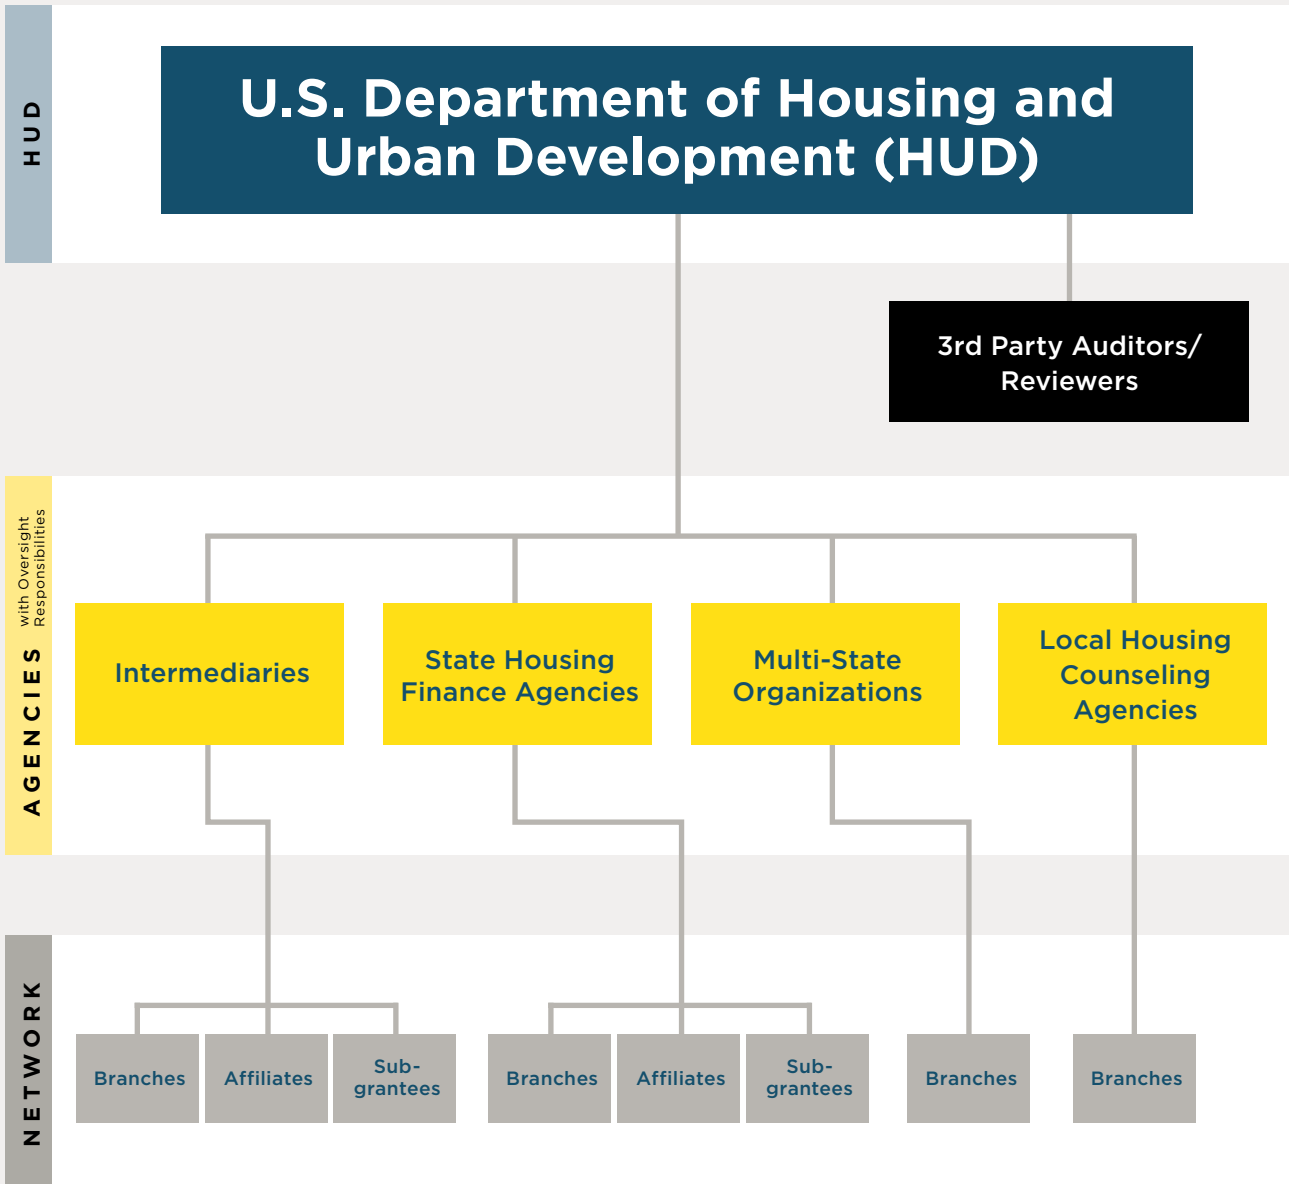 HUD
U.S. Department of Housing and
Urban Development (HUD)
3rd Party Auditors/
Reviewers
AGENCIES
with Oversight
Responsibilities
Intermediaries
State Housing
Finance Agencies
Multi-State
Organizations
Local Housing
Counseling
Agencies
NETWORK
Branches
Affiliates
Sub-
grantees
Branches
Affiliates
Sub-
grantees
Branches
Branches